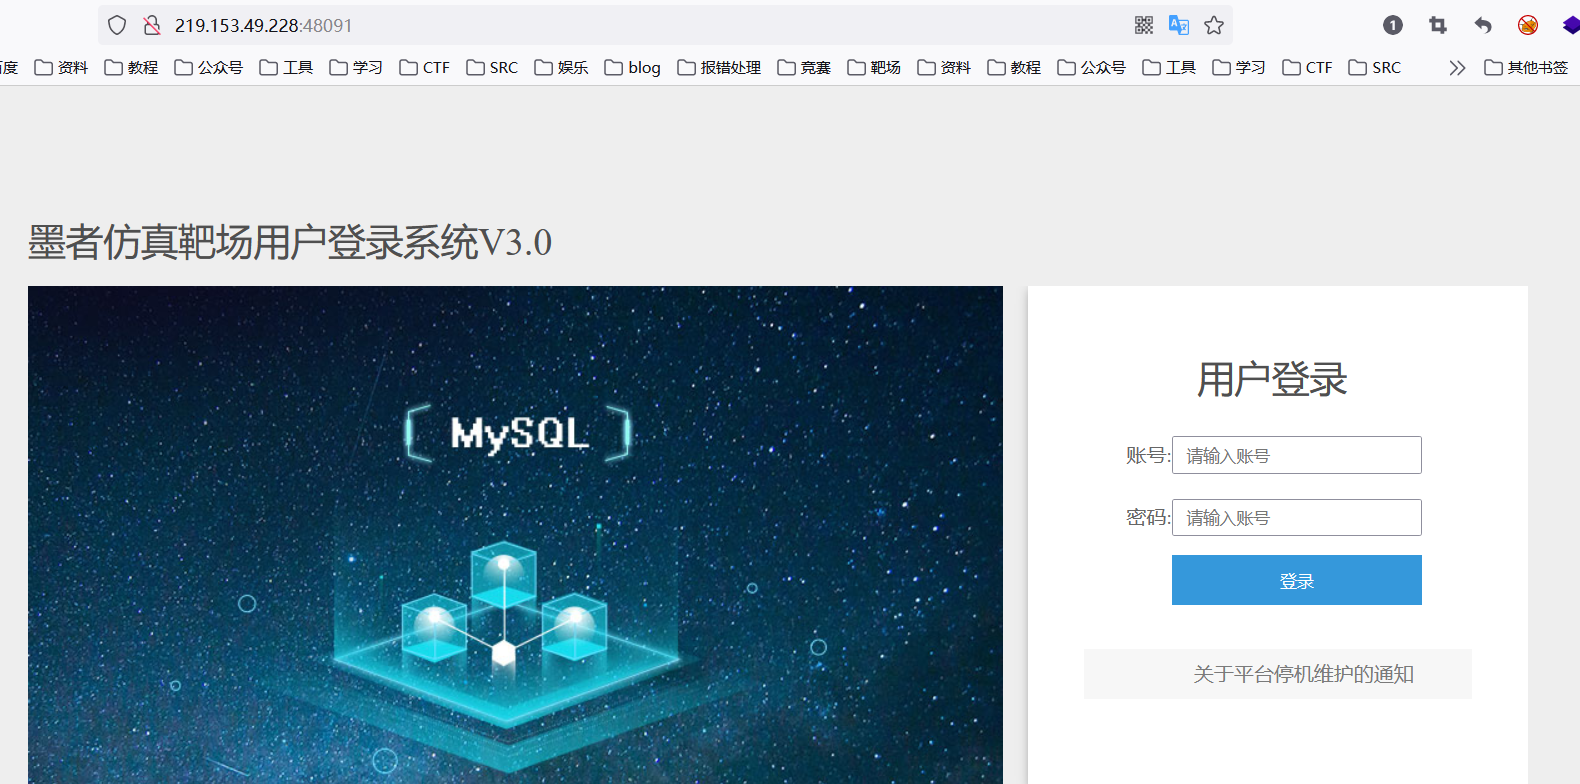 219.153.49.228:48091
1
百度 资料 教程 公众号 工具 学习 CTF SRC 娱乐 blog 报错处理 竞赛 靶场 资料 教程 公众号 工具 学习 CTF SRC 其他书签
墨者仿真靶场用户登录系统V3.0
MySQL
用户登录
账号: 请输入账号
密码: 请输入账号
登录
关于平台停机维护的通知